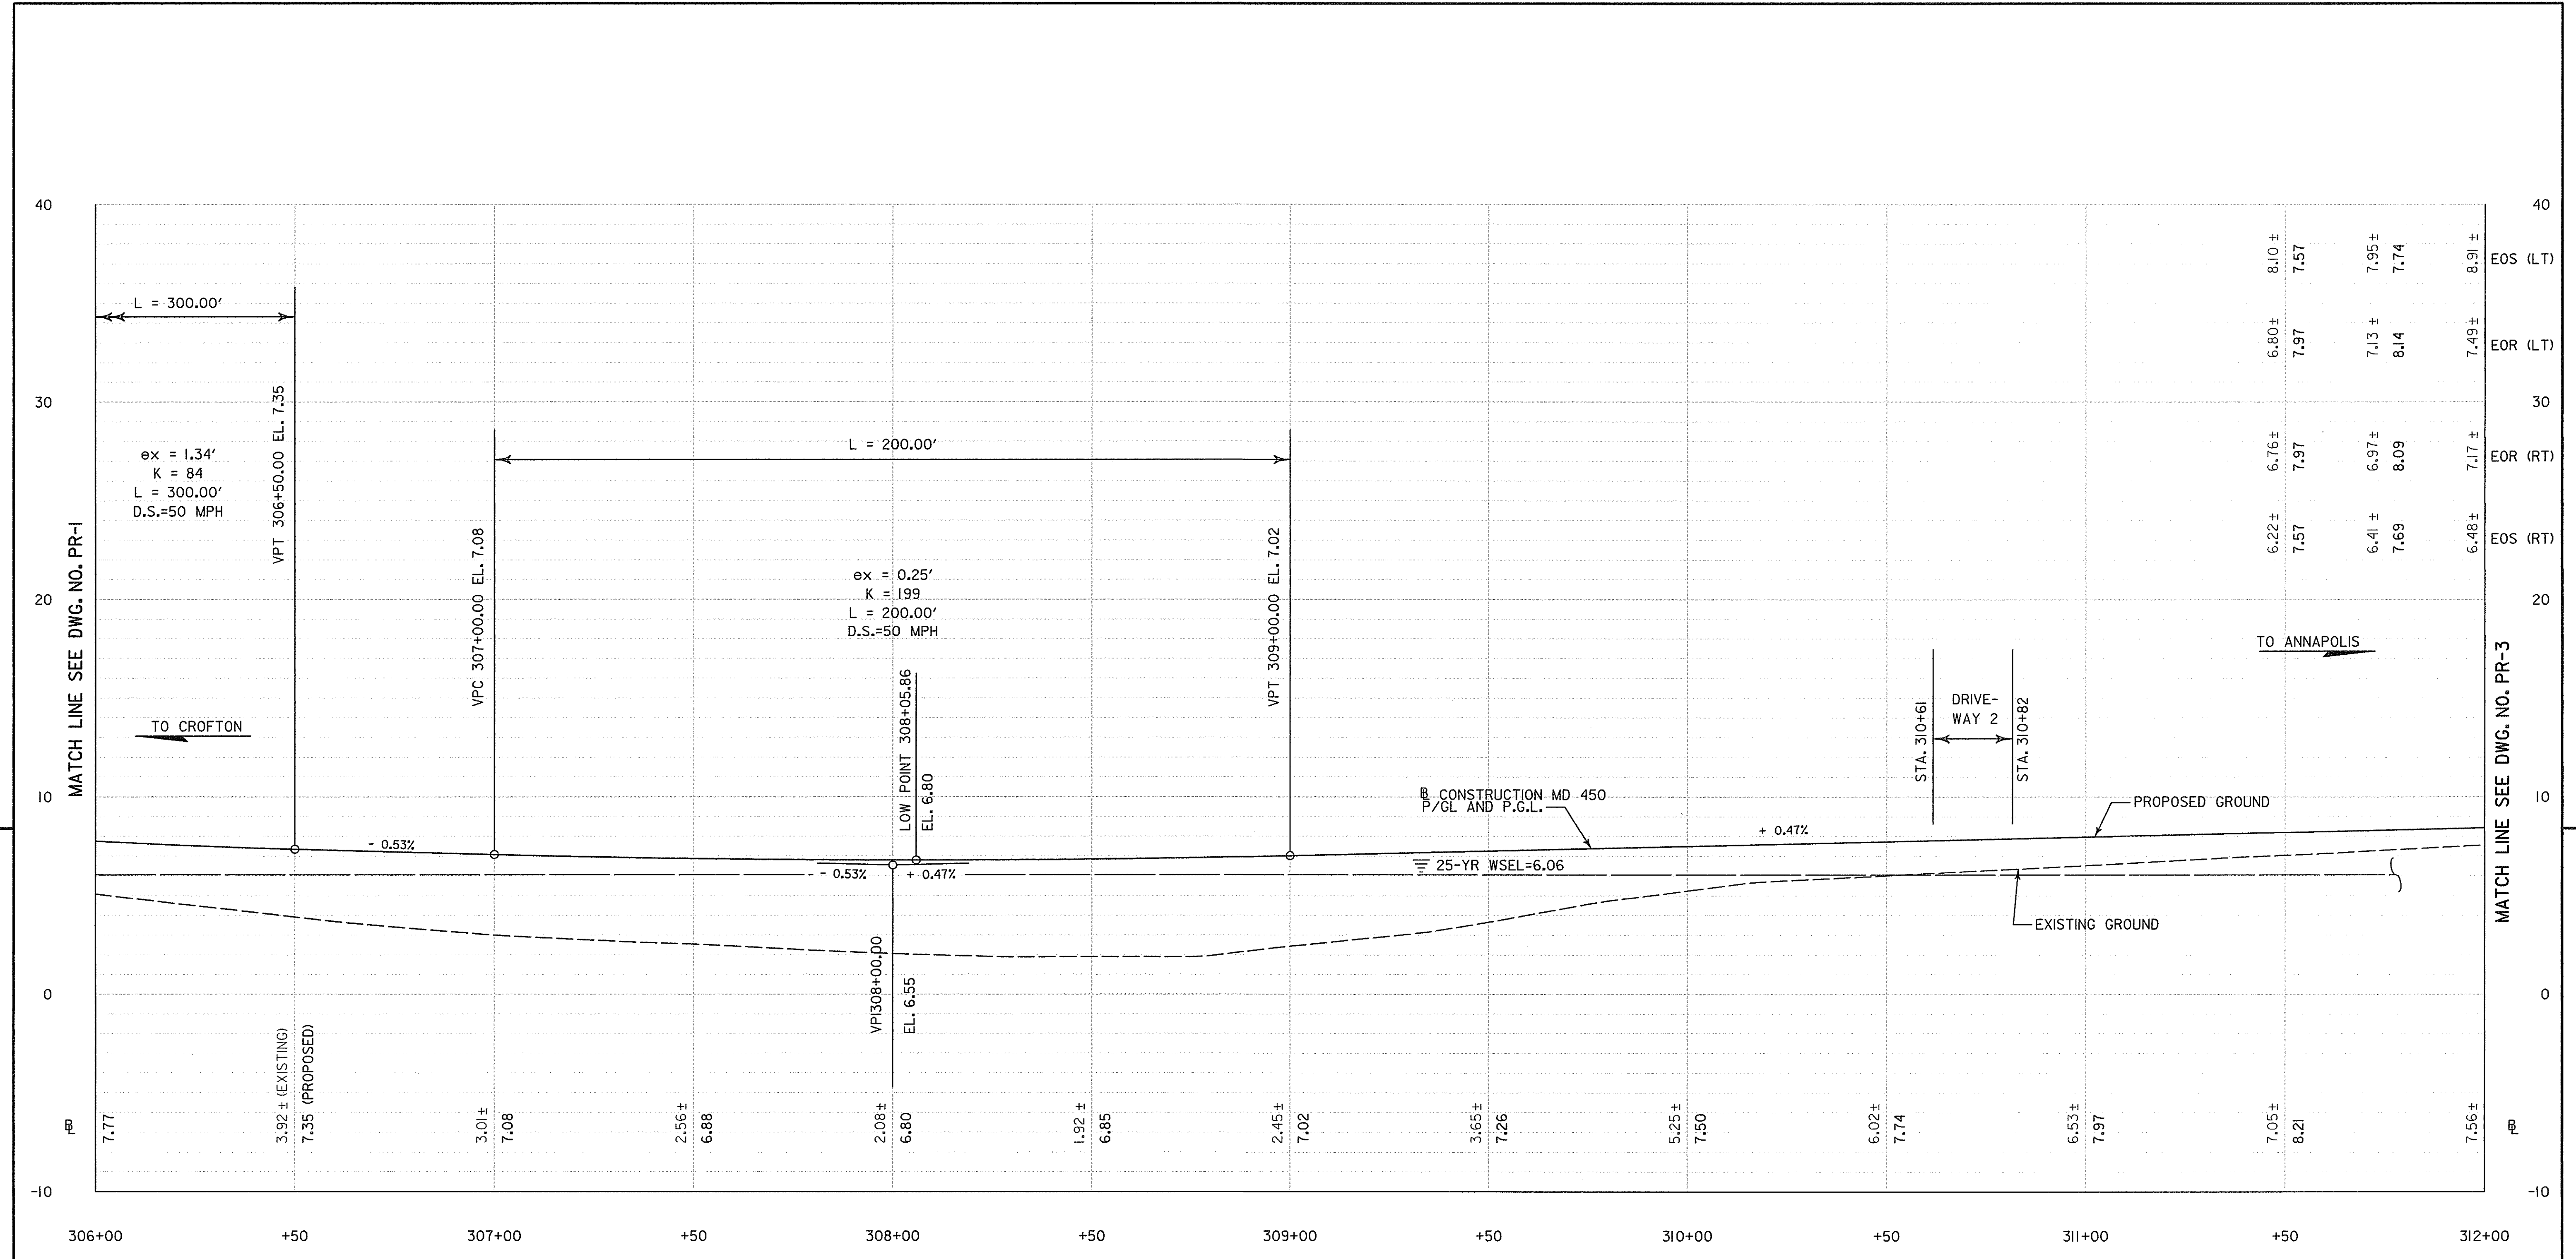 40
40
8.10 ±
7.57
7.95 ±
7.74
8.91 ±
EOS (LT)
L = 300.00'
6.80 ±
7.97
7.13 ±
8.14
7.49 ±
EOR (LT)
30
30
VPT 306+50.00 EL. 7.35
L = 200.00'
ex = 1.34'
K = 84
L = 300.00'
D.S.=50 MPH
6.76 ±
7.97
6.97 ±
8.09
7.17 ±
EOR (RT)
6.22 ±
7.57
6.41 ±
7.69
6.48 ±
EOS (RT)
MATCH LINE SEE DWG. NO. PR-1
VPC 307+00.00 EL. 7.08
ex = 0.25'
K = 199
L = 200.00'
D.S.=50 MPH
VPT 309+00.00 EL. 7.02
20
20
TO ANNAPOLIS
MATCH LINE SEE DWG. NO. PR-3
TO CROFTON
LOW POINT 308+05.86
EL. 6.80
STA. 310+61
DRIVE-
WAY 2
STA. 310+82
10
10
BL CONSTRUCTION MD 450
P/GL AND P.G.L.
PROPOSED GROUND
- 0.53%
+ 0.47%
- 0.53%
+ 0.47%
25-YR WSEL=6.06
EXISTING GROUND
0
0
VPI308+00.00
EL. 6.55
BL
7.77
3.92 ± (EXISTING)
7.35 (PROPOSED)
3.01 ±
7.08
2.56 ±
6.88
2.08 ±
6.80
1.92 ±
6.85
2.45 ±
7.02
3.65 ±
7.26
5.25 ±
7.50
6.02 ±
7.74
6.53 ±
7.97
7.05 ±
8.21
7.56 ±
BL
-10
-10
306+00
+50
307+00
+50
308+00
+50
309+00
+50
310+00
+50
311+00
+50
312+00